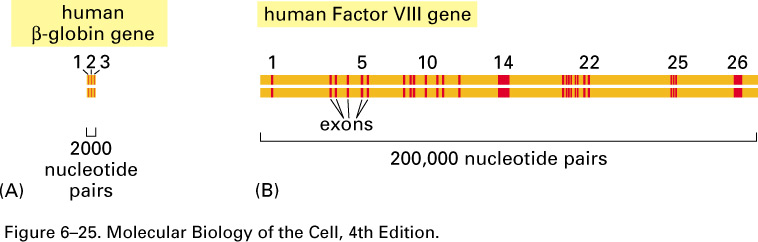 human
β-globin gene
1 2 3
2000
nucleotide
pairs
(A)
human Factor VIII gene
1 5 10 14 22 25 26
exons
200,000 nucleotide pairs
(B)
Figure 6–25. Molecular Biology of the Cell, 4th Edition.